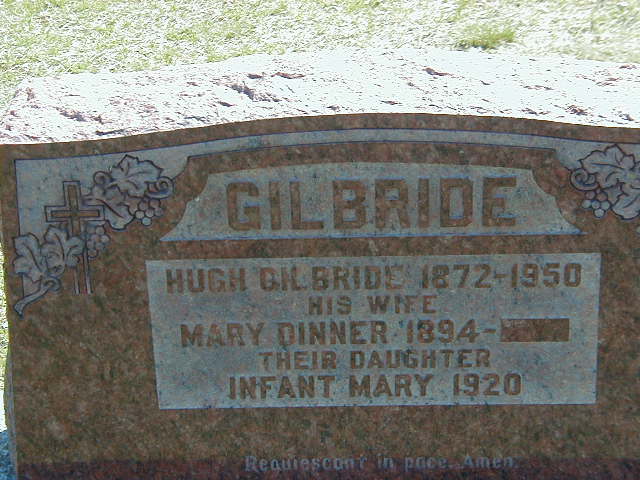 GILBRIDE
HUGH GILBRIDE 1872-1950
HIS WIFE
MARY DINNER 1894-
THEIR DAUGHTER
INFANT MARY 1920
Requiescant in pace. Amen.